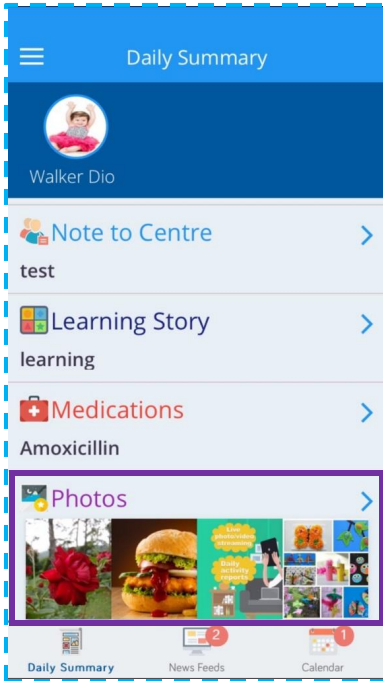 Daily Summary
Walker Dio
Note to Centre
test
Learning Story
learning
Medications
Amoxicillin
Photos
Live
photo/video
streaming
Daily
activity
reports
2
1
Daily Summary
News Feeds
Calendar